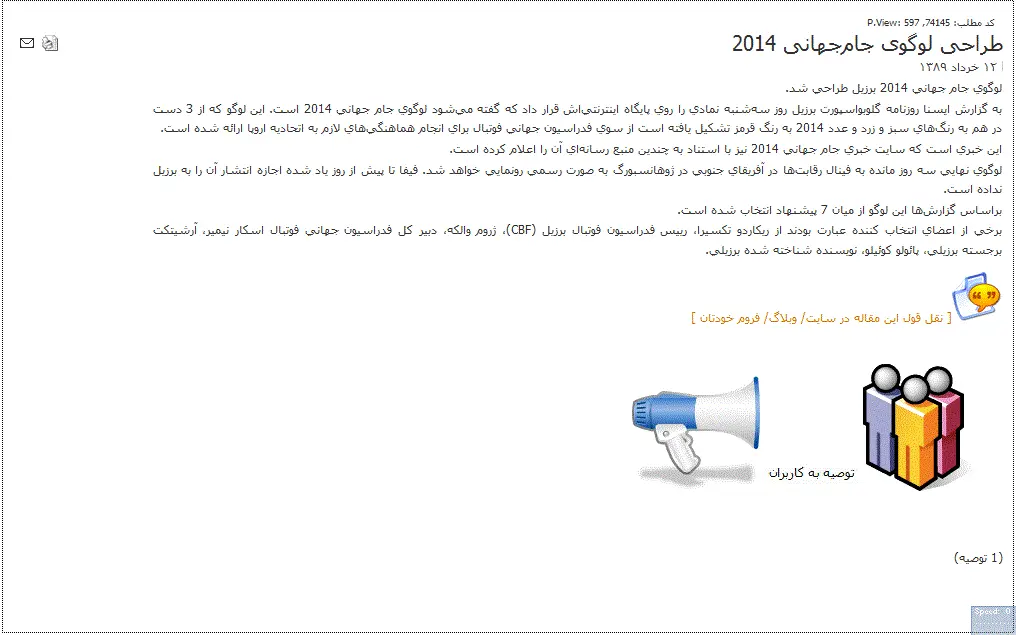 کد مطلب: 74145, P.View: 597
طراحی لوگوی جام‌جهانی 2014
۱۲ خرداد ۱۳۸۹
لوگوي جام جهاني 2014 برزيل طراحي شد.
به گزارش ايسنا روزنامه گلوبواسپورت برزيل روز سه‌شنبه نمادي را روي پايگاه اينترنتي‌اش قرار داد كه گفته مي‌شود لوگوي جام جهاني 2014 است. اين لوگو كه از 3 دست
در هم به رنگ‌هاي سبز و زرد و عدد 2014 به رنگ قرمز تشكيل يافته است از سوي فدراسيون جهاني فوتبال براي انجام هماهنگي‌هاي لازم به اتحاديه اروپا ارائه شده است.
اين خبري است كه سايت خبري جام جهاني 2014 نيز با استناد به چندين منبع رسانه‌اي آن را اعلام كرده است.
لوگوي نهايي سه روز مانده به فينال رقابت‌ها در آفريقاي جنوبي در ژوهانسبورگ به صورت رسمي رونمايي خواهد شد. فيفا تا پيش از روز ياد شده اجازه انتشار آن را به برزيل
نداده است.
براساس گزارش‌ها اين لوگو از ميان 7 پيشنهاد انتخاب شده است.
برخي از اعضاي انتخاب كننده عبارت بودند از ريكاردو تكسيرا، رييس فدراسيون فوتبال برزيل (CBF)، ژروم والكه، دبير كل فدراسيون جهاني فوتبال اسكار نيمير، آرشيتكت
برجسته برزيلي، پائولو كوئيلو، نويسنده شناخته شده برزيلي.
[ نقل قول این مقاله در سایت/ وبلاگ/ فروم خودتان ]
توصیه به کاربران
(1 توصیه)
Speed: 0